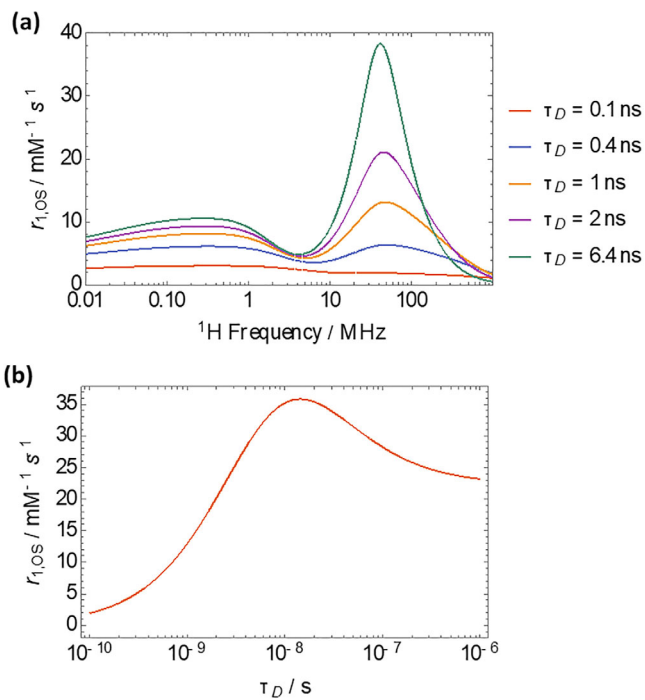 (a)
40
30
20
10
0
r1,OS / mM⁻¹ s⁻¹
0.01 0.10 1 10 100
¹H Frequency / MHz
τD = 0.1 ns
τD = 0.4 ns
τD = 1 ns
τD = 2 ns
τD = 6.4 ns
(b)
35
30
25
20
15
10
5
0
r1,OS / mM⁻¹ s⁻¹
10⁻¹⁰ 10⁻⁹ 10⁻⁸ 10⁻⁷ 10⁻⁶
τD / s